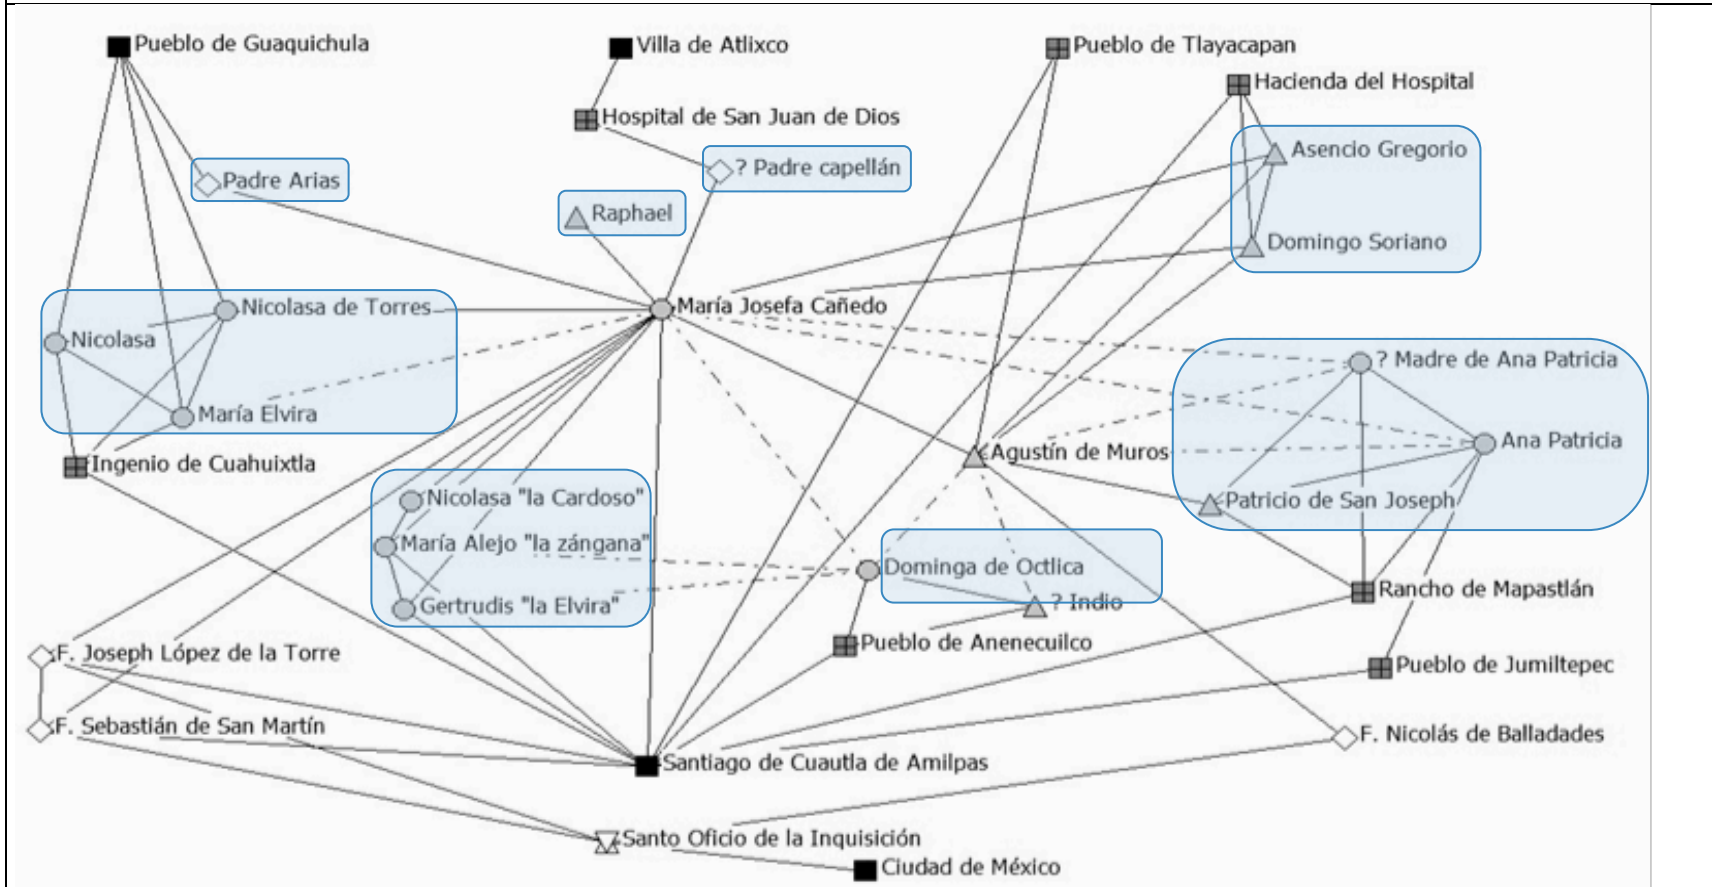 Pueblo de Guaquichula
Villa de Atlixco
Pueblo de Tlayacapan
Hacienda del Hospital
Hospital de San Juan de Dios
Asencio Gregorio
? Padre capellán
Padre Arias
Raphael
Domingo Soriano
Nicolasa de Torres
María Josefa Cañedo
Nicolasa
? Madre de Ana Patricia
María Elvira
Ana Patricia
Agustín de Muros
Ingenio de Cuahuixtla
Nicolasa "la Cardoso"
Patricio de San Joseph
María Alejo "la zángana"
Dominga de Octlica
Rancho de Mapastlán
Gertrudis "la Elvira"
? Indio
Pueblo de Anenecuilco
F. Joseph López de la Torre
Pueblo de Jumiltepec
F. Sebastián de San Martín
F. Nicolás de Balladades
Santiago de Cuautla de Amilpas
Santo Oficio de la Inquisición
Ciudad de México